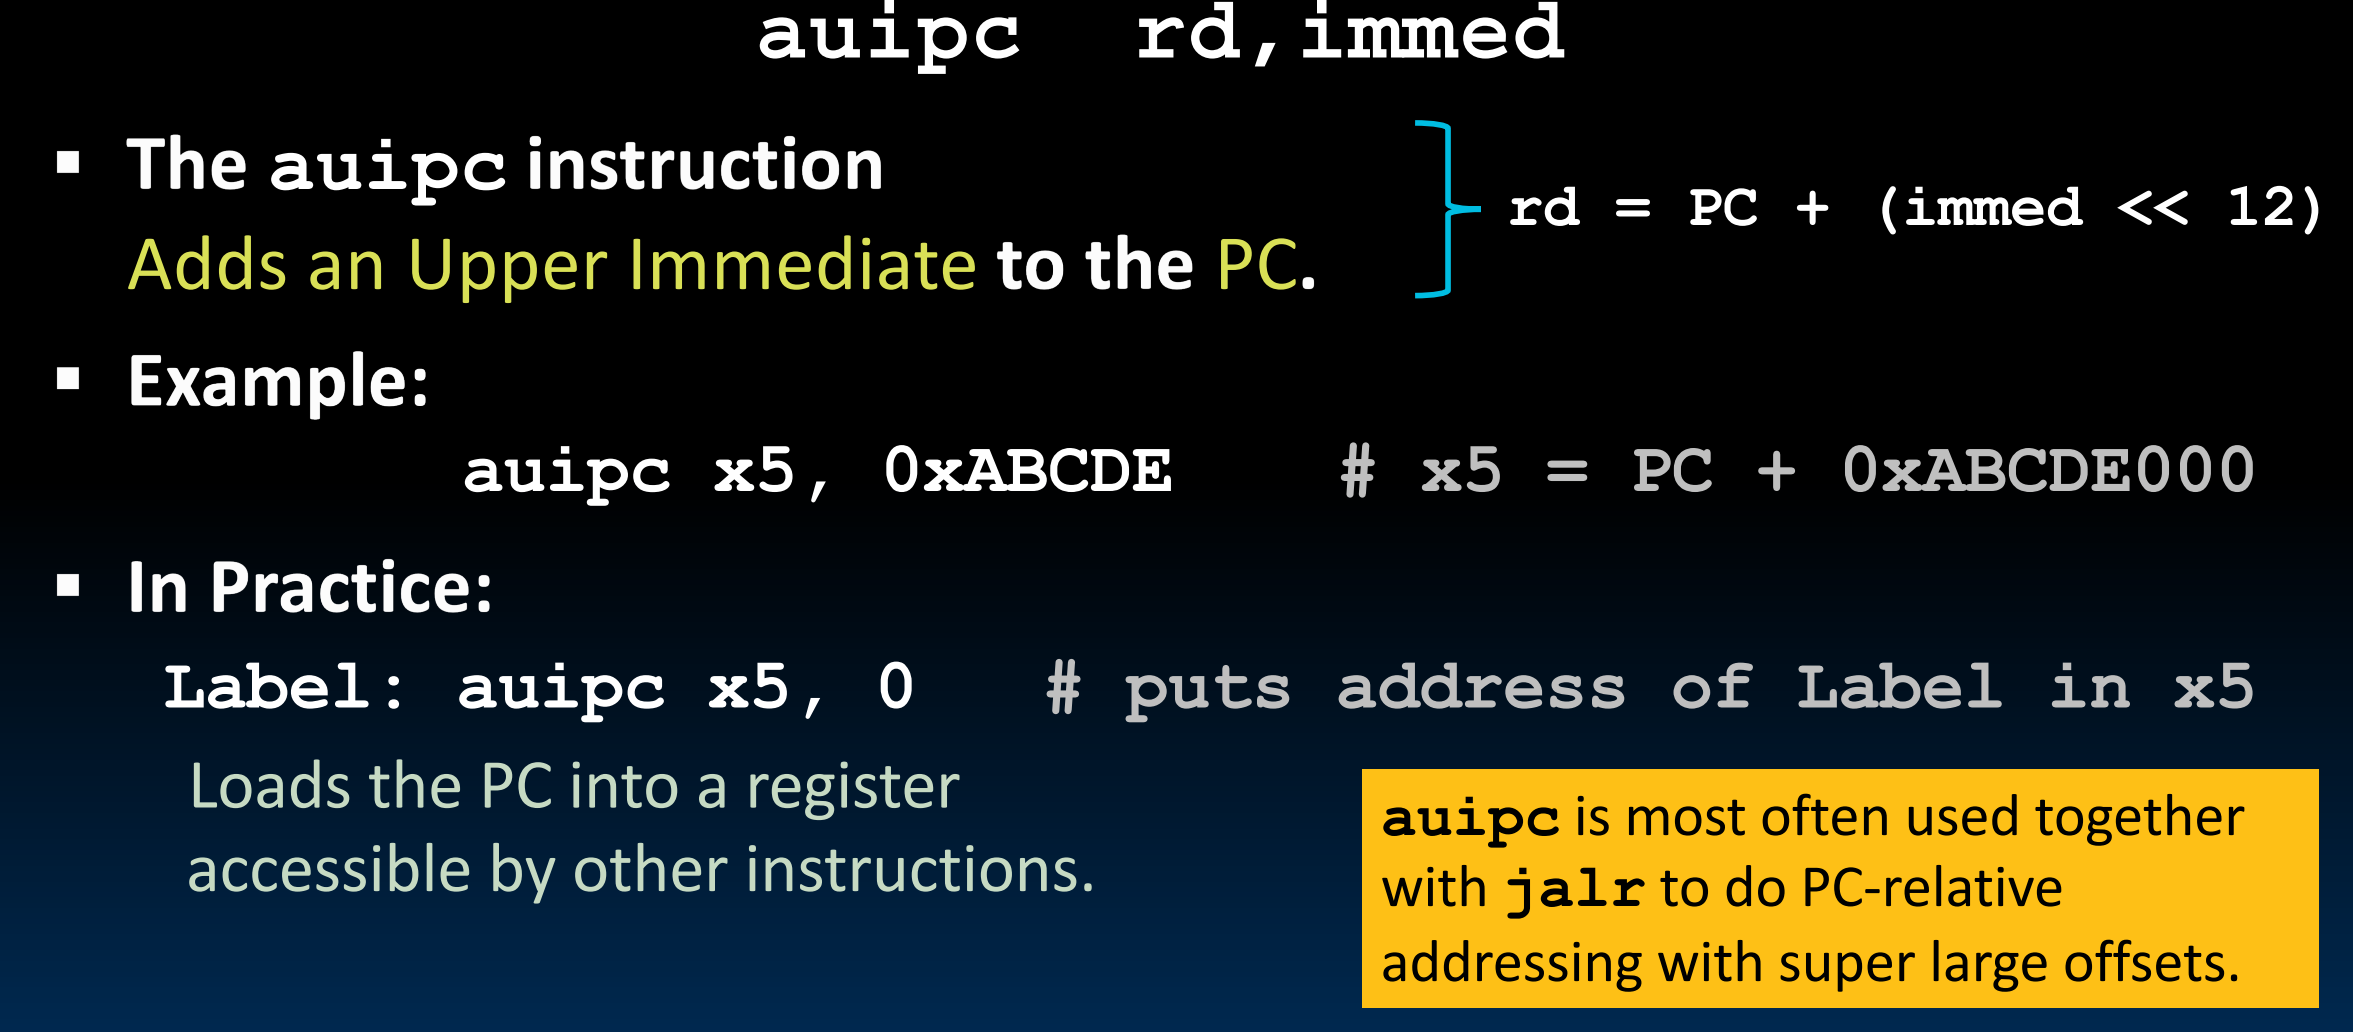 auipc rd,immed
▪ The auipc instruction
Adds an Upper Immediate to the PC.
rd = PC + (immed << 12)
▪ Example:
auipc x5, 0xABCDE # x5 = PC + 0xABCDE000
▪ In Practice:
Label: auipc x5, 0 # puts address of Label in x5
Loads the PC into a register
accessible by other instructions.
auipc is most often used together
with jalr to do PC-relative
addressing with super large offsets.